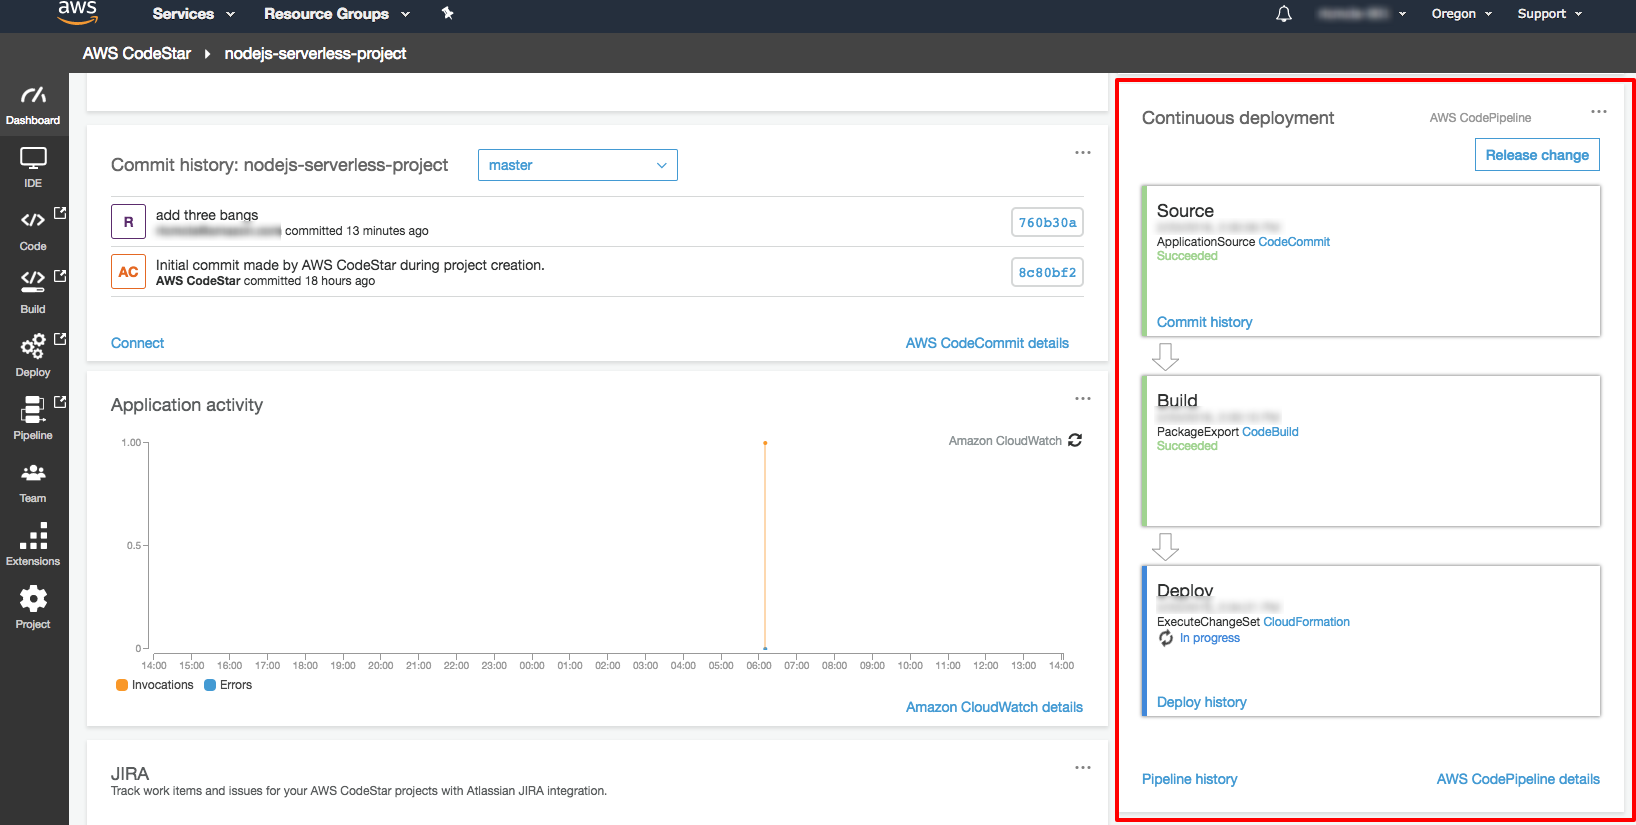 aws
Services
Resource Groups
Oregon
Support
AWS CodeStar
nodejs-serverless-project
Dashboard
IDE
Code
Build
Deploy
Pipeline
Team
Extensions
Project
Commit history: nodejs-serverless-project
master
R
add three bangs
committed 13 minutes ago
760b30a
AC
Initial commit made by AWS CodeStar during project creation.
AWS CodeStar committed 18 hours ago
8c80bf2
Connect
AWS CodeCommit details
Application activity
Amazon CloudWatch
1.00
0.5
0
14:00 15:00 16:00 17:00 18:00 19:00 20:00 21:00 22:00 23:00 00:00 01:00 02:00 03:00 04:00 05:00 06:00 07:00 08:00 09:00 10:00 11:00 12:00 13:00 14:00
Invocations Errors
Amazon CloudWatch details
JIRA
Track work items and issues for your AWS CodeStar projects with Atlassian JIRA integration.
Continuous deployment
AWS CodePipeline
Release change
Source
ApplicationSource CodeCommit
Succeeded
Commit history
Build
PackageExport CodeBuild
Succeeded
Deploy
ExecuteChangeSet CloudFormation
In progress
Deploy history
Pipeline history
AWS CodePipeline details